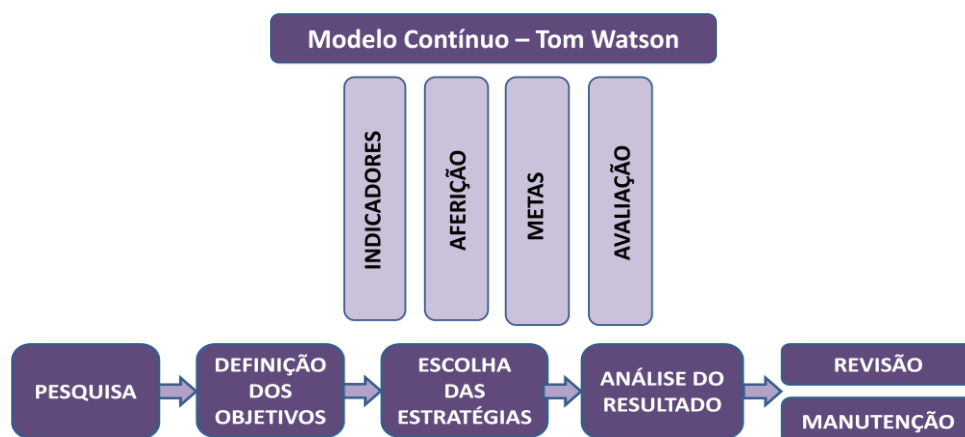 Modelo Contínuo – Tom Watson
INDICADORES
AFERIÇÃO
METAS
AVALIAÇÃO
PESQUISA
DEFINIÇÃO
DOS
OBJETIVOS
ESCOLHA
DAS
ESTRATÉGIAS
ANÁLISE DO
RESULTADO
REVISÃO
MANUTENÇÃO